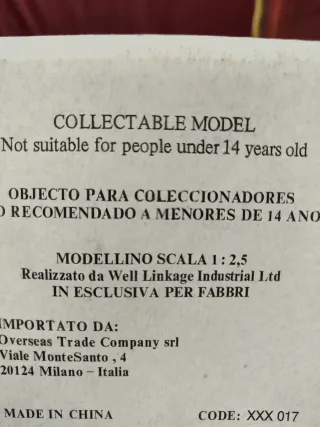 COLLECTABLE MODEL
Not suitable for people under 14 years old
OBJECTO PARA COLECCIONADORES
O RECOMENDADO A MENORES DE 14 ANO
MODELLINO SCALA 1 : 2,5
Realizzato da Well Linkage Industrial Ltd
IN ESCLUSIVA PER FABBRI
IMPORTATO DA:
Overseas Trade Company srl
Viale MonteSanto , 4
20124 Milano – Italia
MADE IN CHINA CODE: XXX 017